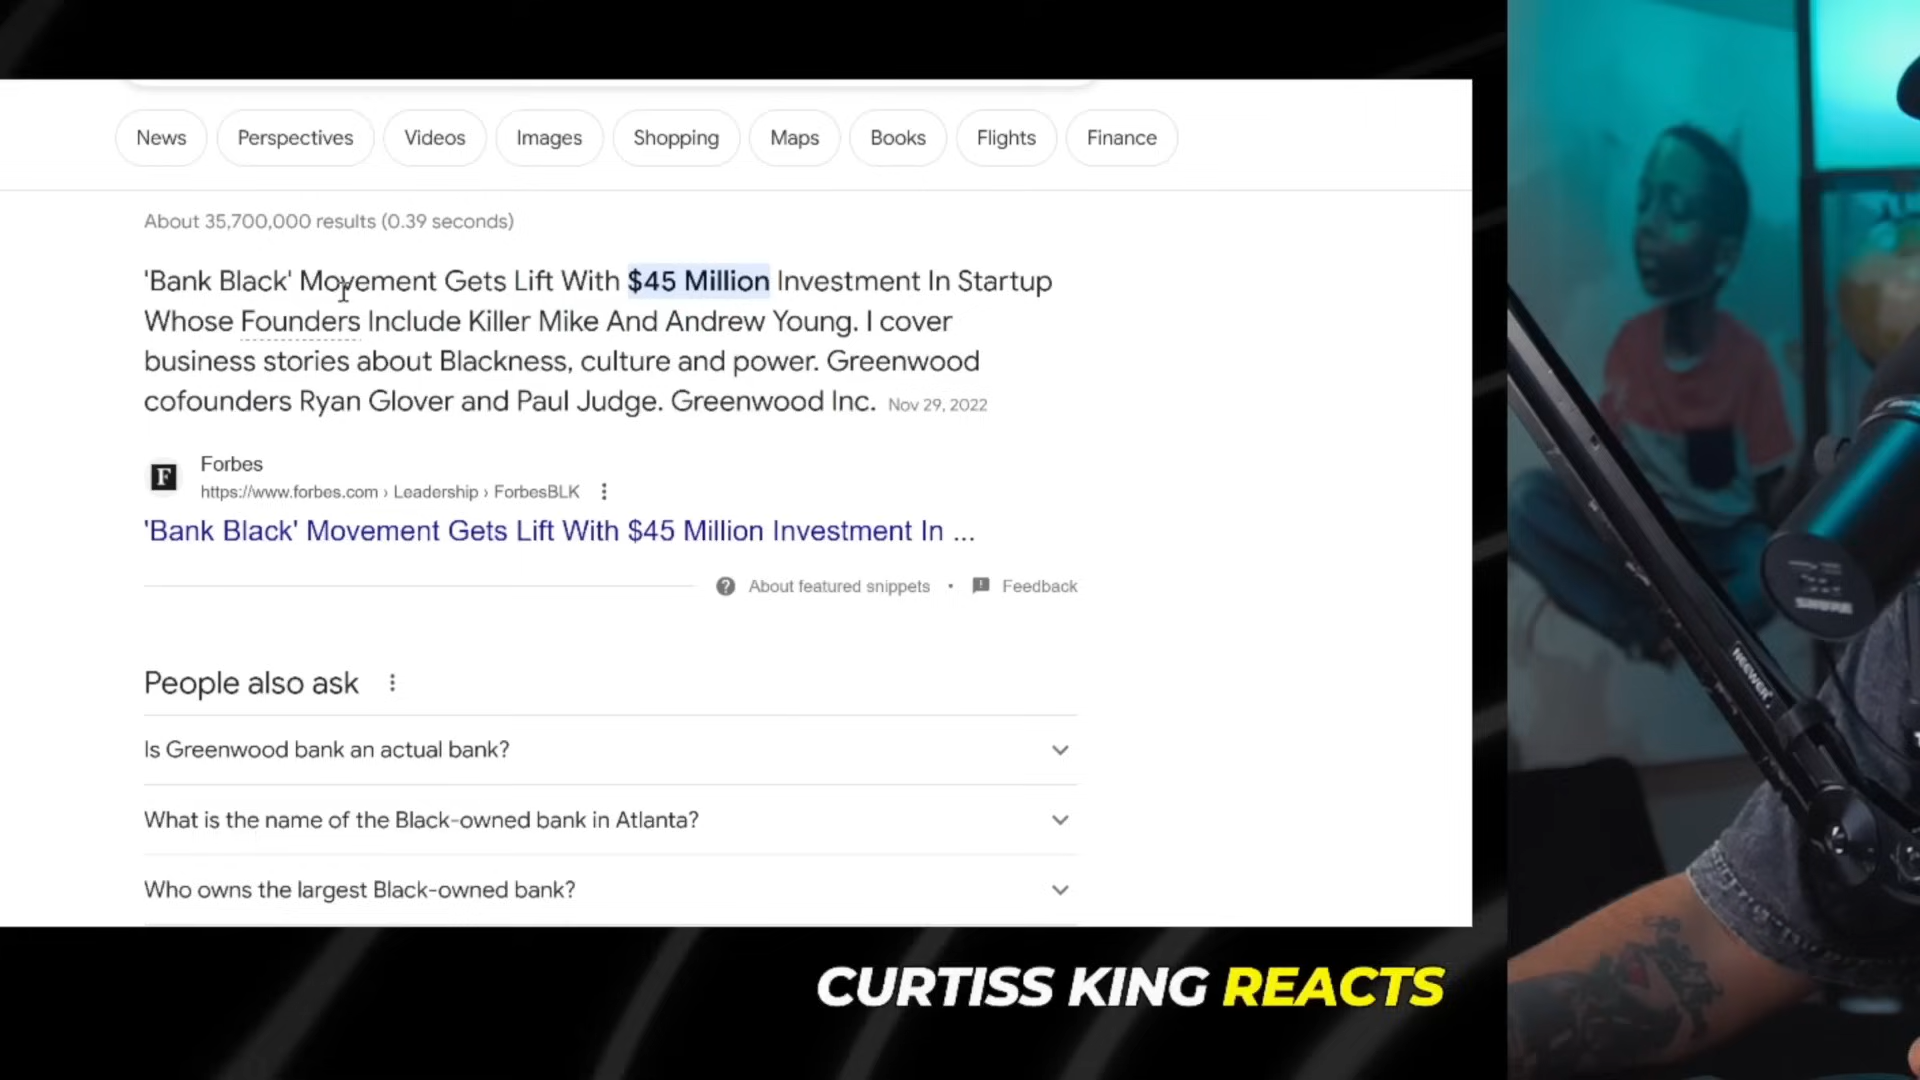 News Perspectives Videos Images Shopping Maps Books Flights Finance
About 35,700,000 results (0.39 seconds)
'Bank Black' Movement Gets Lift With $45 Million Investment In Startup
Whose Founders Include Killer Mike And Andrew Young. I cover
business stories about Blackness, culture and power. Greenwood
cofounders Ryan Glover and Paul Judge. Greenwood Inc. Nov 29, 2022
F
Forbes
https://www.forbes.com › Leadership › ForbesBLK
'Bank Black' Movement Gets Lift With $45 Million Investment In ...
About featured snippets • Feedback
People also ask
Is Greenwood bank an actual bank?
What is the name of the Black-owned bank in Atlanta?
Who owns the largest Black-owned bank?
CURTISS KING REACTS
NEEWER